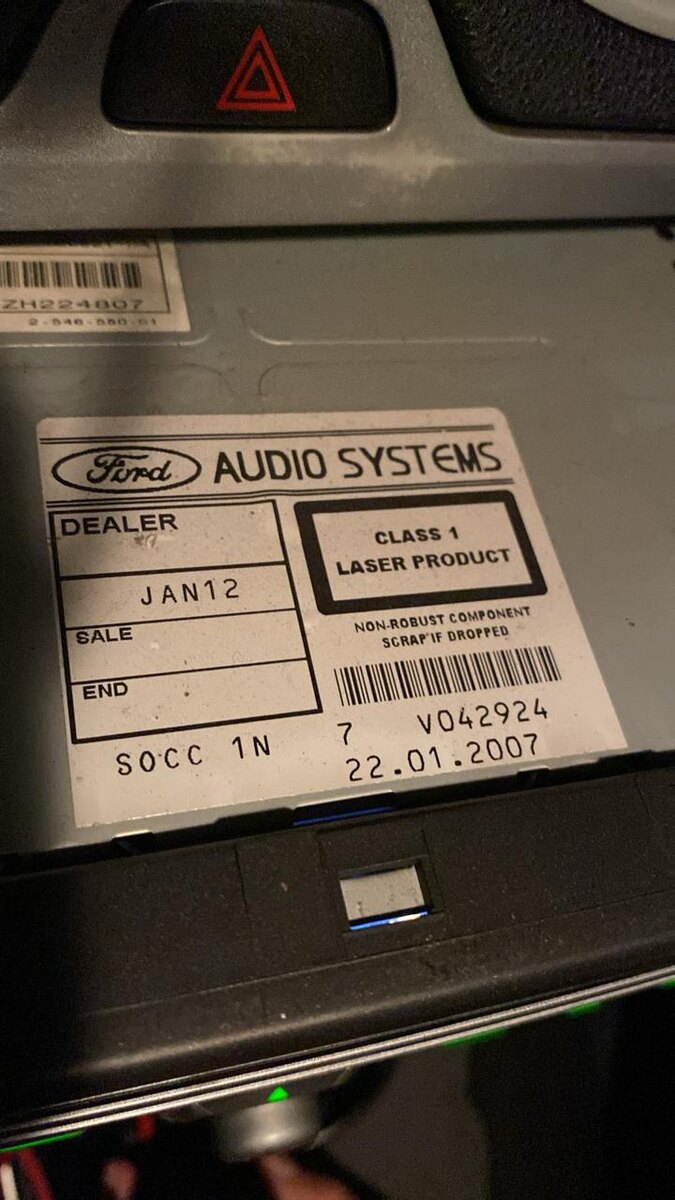 ZH224807
2-546-580-01
Ford AUDIO SYSTEMS
DEALER
JAN12
SALE
END
SOCC 1N
CLASS 1
LASER PRODUCT
NON-ROBUST COMPONENT
SCRAP IF DROPPED
7 V042924
22.01.2007